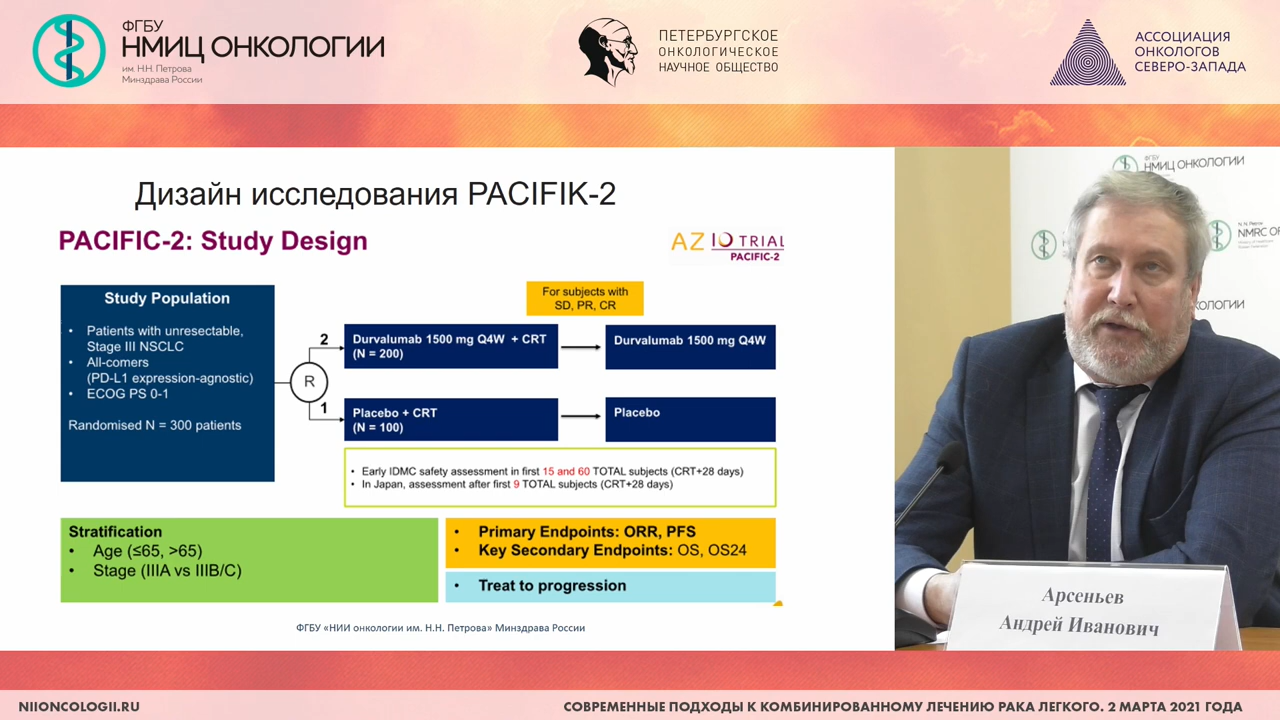 ФГБУ
НМИЦ ОНКОЛОГИИ
им. Н.Н. Петрова
Минздрава России
ПЕТЕРБУРГСКОЕ
ОНКОЛОГИЧЕСКОЕ
НАУЧНОЕ ОБЩЕСТВО
АССОЦИАЦИЯ
ОНКОЛОГОВ
СЕВЕРО-ЗАПАДА
Дизайн исследования PACIFIK-2
PACIFIC-2: Study Design
AZ IO TRIAL
PACIFIC-2
Study Population
• Patients with unresectable,
Stage III NSCLC
• All-comers
(PD-L1 expression-agnostic)
• ECOG PS 0-1
Randomised N = 300 patients
R
2
1
For subjects with
SD, PR, CR
Durvalumab 1500 mg Q4W + CRT
(N = 200)
Durvalumab 1500 mg Q4W
Placebo + CRT
(N = 100)
Placebo
• Early IDMC safety assessment in first 15 and 60 TOTAL subjects (CRT+28 days)
• In Japan, assessment after first 9 TOTAL subjects (CRT+28 days)
Stratification
• Age (≤65, >65)
• Stage (IIIA vs IIIB/C)
• Primary Endpoints: ORR, PFS
• Key Secondary Endpoints: OS, OS24
• Treat to progression
ФГБУ «НИИ онкологии им. Н.Н. Петрова» Минздрава России
ФГБУ
НМИЦ ОНКОЛОГИИ
N.N. Petrov
NMRC OF
КОЛОГИИ
Арсеньев
Андрей Иванович
NIIONCOLOGII.RU
СОВРЕМЕННЫЕ ПОДХОДЫ К КОМБИНИРОВАННОМУ ЛЕЧЕНИЮ РАКА ЛЕГКОГО. 2 МАРТА 2021 ГОДА